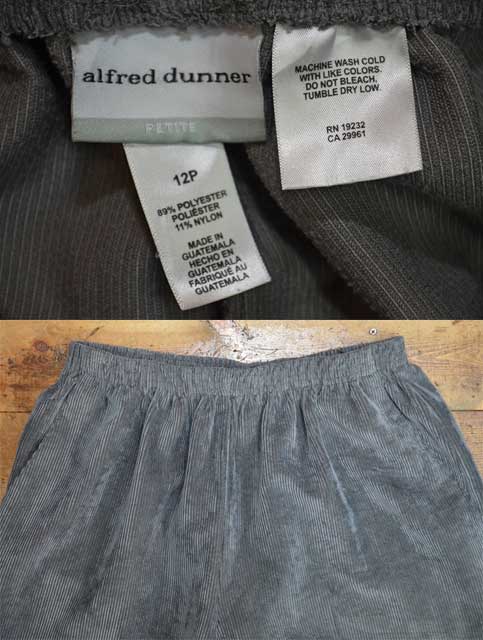 alfred dunner
PETITE
12P
89% POLYESTER
POLIÉSTER
11% NYLON
MADE IN
GUATEMALA
HECHO EN
GUATEMALA
FABRIQUÉ AU
GUATEMALA
MACHINE WASH COLD
WITH LIKE COLORS.
DO NOT BLEACH.
TUMBLE DRY LOW.
RN 19232
CA 29961